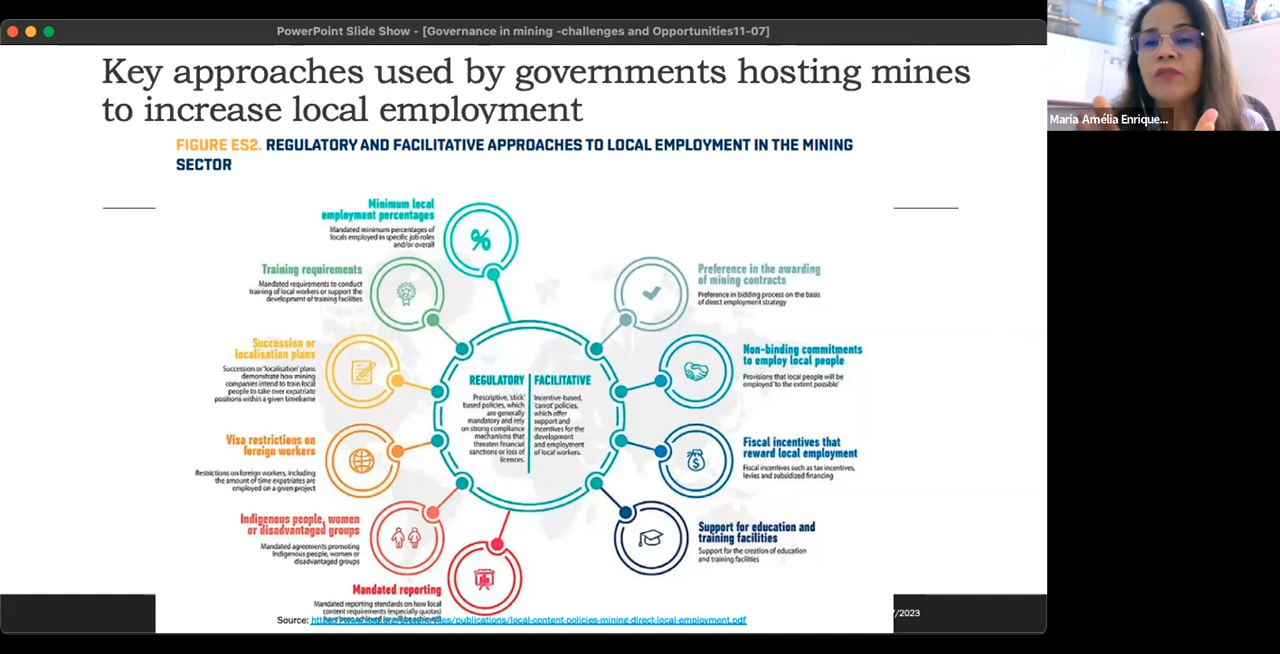 PowerPoint Slide Show - [Governance in mining -challenges and Opportunities11-07]
Key approaches used by governments hosting mines
to increase local employment
FIGURE ES2. REGULATORY AND FACILITATIVE APPROACHES TO LOCAL EMPLOYMENT IN THE MINING
SECTOR
Minimum local
employment percentages
Mandated minimum percentages of
locals employed in specific job roles
and/or overall
%
Training requirements
Mandated requirements to conduct
training of local workers or support the
development of training facilities
Succession or
localisation plans
Succession or 'localisation' plans
demonstrate how mining
companies intend to train local
people to take over expatriate
positions within a given timeframe
Visa restrictions on
foreign workers
Restrictions on foreign workers, including
the amount of time expatriates are
employed on a given project
Indigenous people, women
or disadvantaged groups
Mandated agreements promoting
Indigenous people, women or
disadvantaged groups
Mandated reporting
Mandated reporting standards on how local
content requirements (especially quotas)
have been achieved (or will be achieved)
REGULATORY
Prescriptive, 'stick'
based policies, which
are generally
mandatory and rely
on strong compliance
mechanisms that
threaten financial
sanctions or loss of
licences.
FACILITATIVE
Incentive-based,
'carrot' policies,
which offer
support and
incentives for the
development
and employment
of local workers.
Preference in the awarding
of mining contracts
Preference in bidding process on the basis
of direct employment strategy
Non-binding commitments
to employ local people
Provisions that local people will be
employed 'to the extent possible'
Fiscal incentives that
reward local employment
Fiscal incentives such as tax incentives,
levies and subsidized financing
$
Support for education and
training facilities
Support for the creation of education
and training facilities
Source: /publications/local-content-policies-mining-direct-local-employment.pdf
/2023
Maria Amélia Enrique...